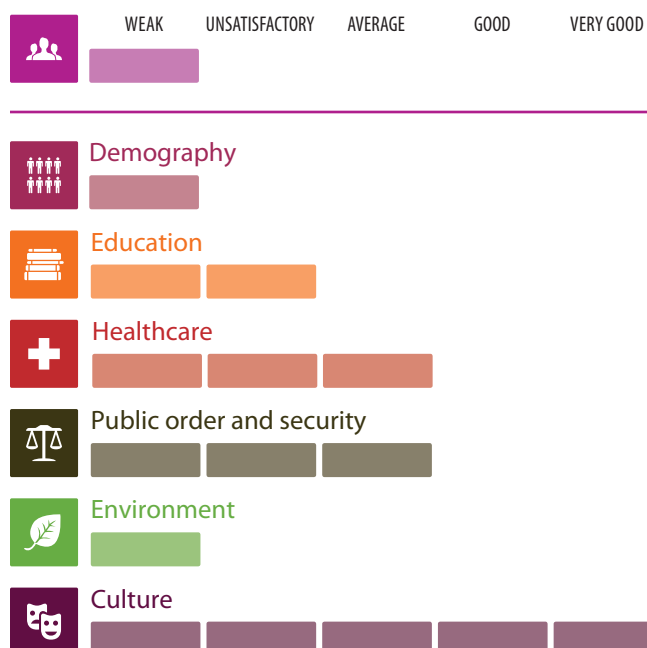 WEAK UNSATISFACTORY AVERAGE GOOD VERY GOOD
Demography
Education
Healthcare
Public order and security
Environment
Culture